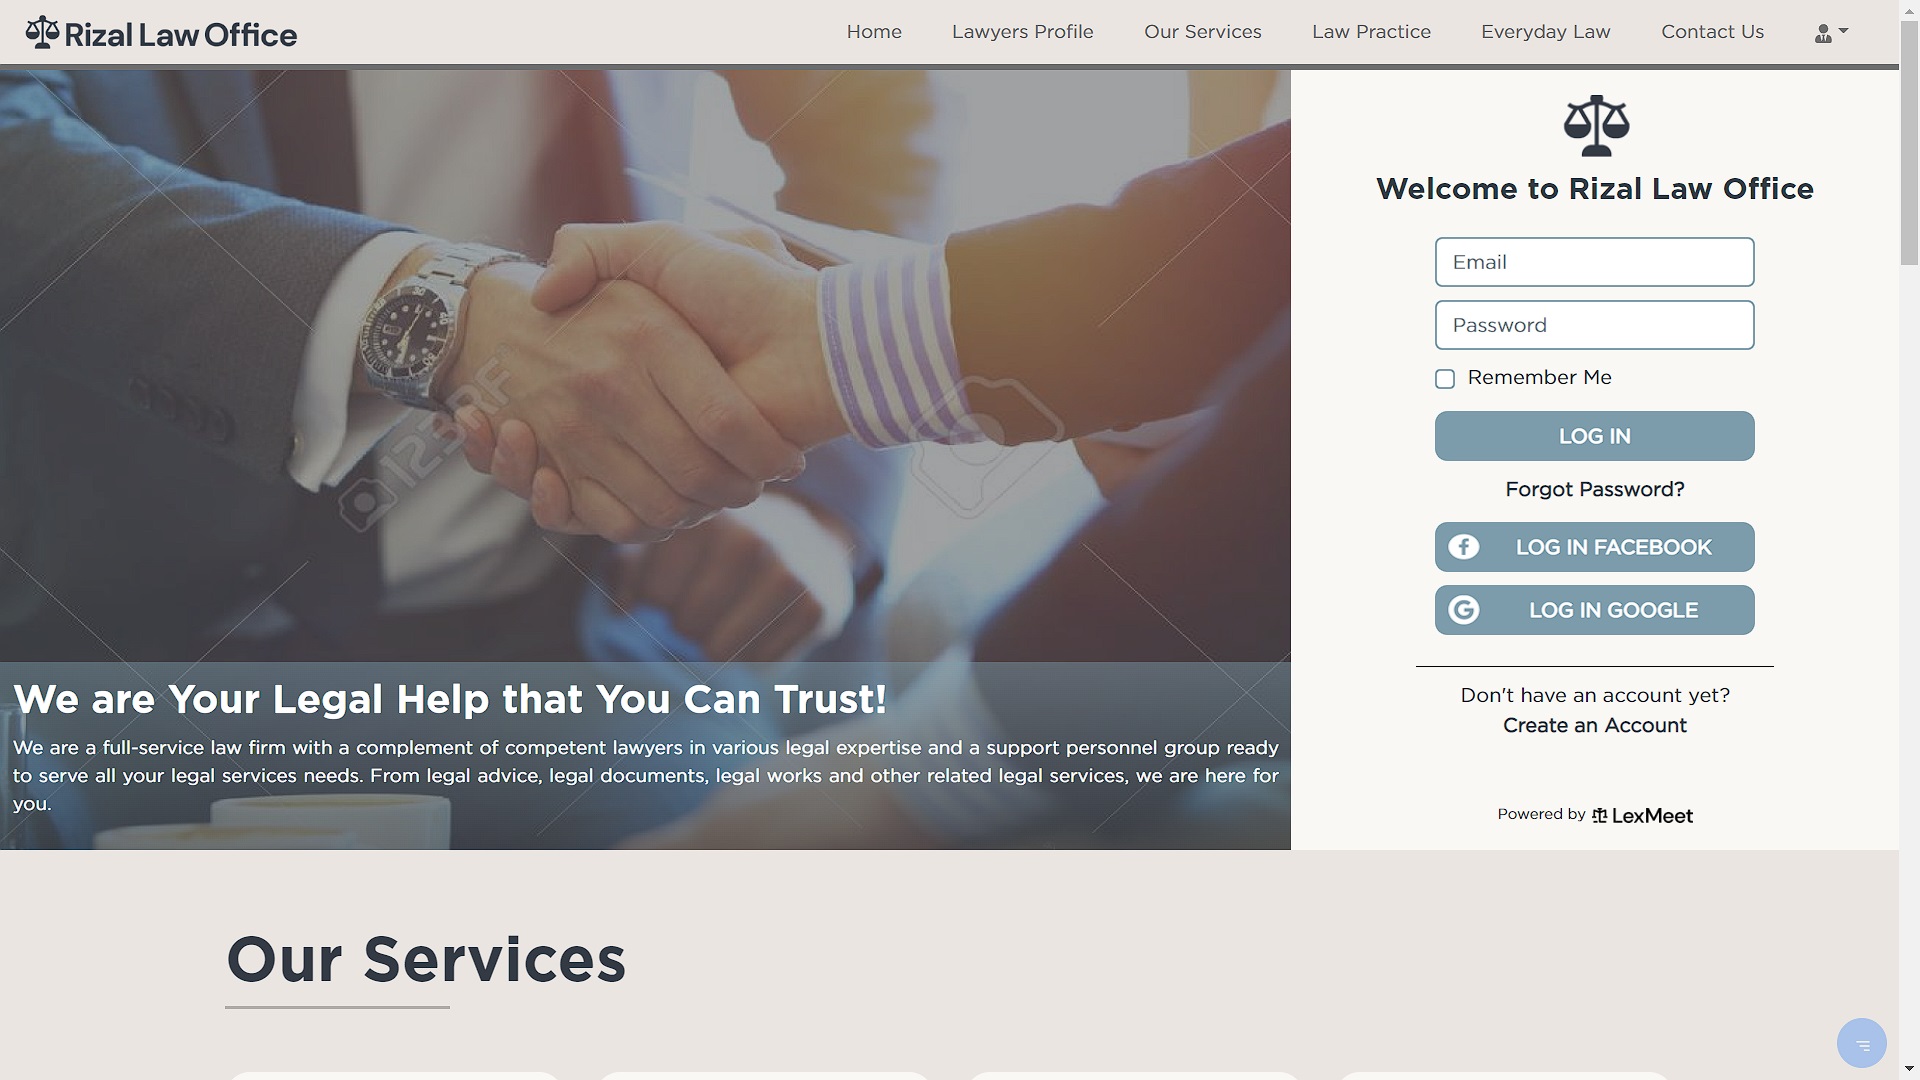 Rizal Law Office
Home
Lawyers Profile
Our Services
Law Practice
Everyday Law
Contact Us
123RF
We are Your Legal Help that You Can Trust!
We are a full-service law firm with a complement of competent lawyers in various legal expertise and a support personnel group ready
to serve all your legal services needs. From legal advice, legal documents, legal works and other related legal services, we are here for
you.
Welcome to Rizal Law Office
Email
Password
Remember Me
LOG IN
Forgot Password?
LOG IN FACEBOOK
LOG IN GOOGLE
Don't have an account yet?
Create an Account
Powered by LexMeet
Our Services